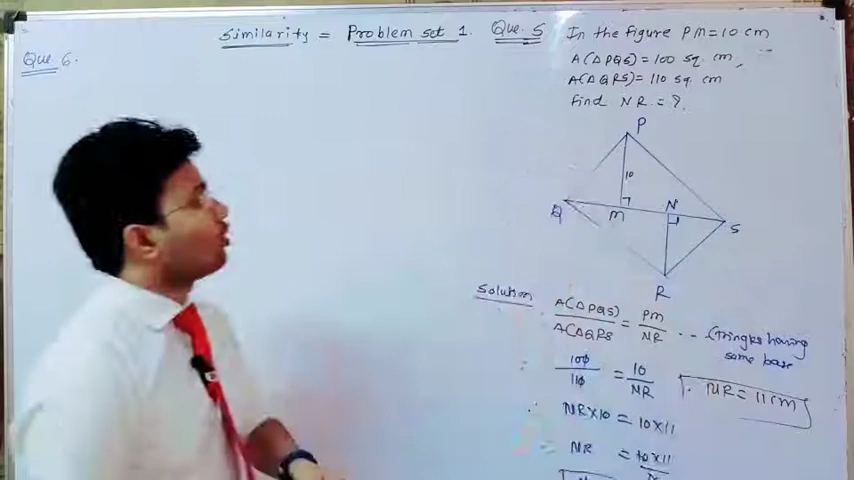 Similarity = Problem set 1.
Que. 6.
Que. 5 In the figure PM=10 cm
A(△PQS)=100 sq. cm,
A(△QRS)=110 sq. cm
Find NR = ?
P
10
Q
M
N
S
R
Solution
A(△PQS) / A(△QRS) = PM / NR .. - (Tringles having
same base)
100 / 110 = 10 / NR
NR = 11 cm
NR×10 = 10×11
NR = 10×11